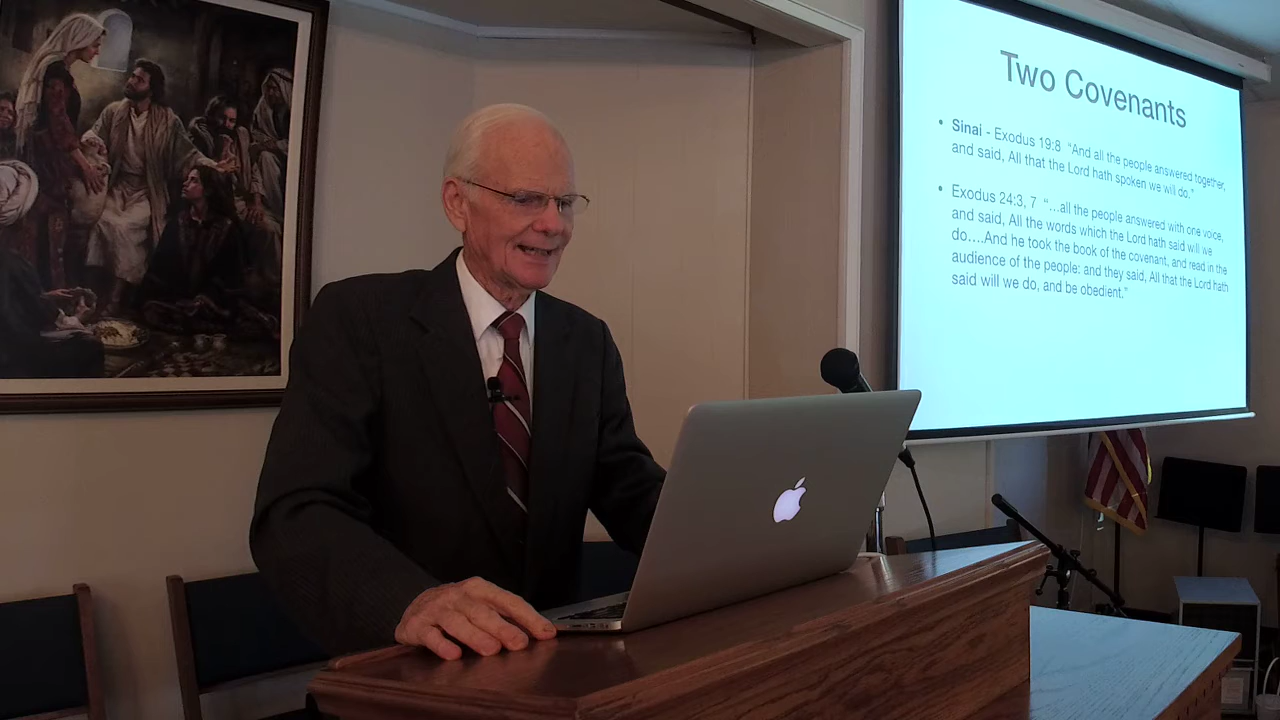 Two Covenants
• Sinai - Exodus 19:8 "And all the people answered together,
and said, All that the Lord hath spoken we will do."
• Exodus 24:3, 7 "...all the people answered with one voice,
and said, All the words which the Lord hath said will we
do....And he took the book of the covenant, and read in the
audience of the people: and they said, All that the Lord hath
said will we do, and be obedient."